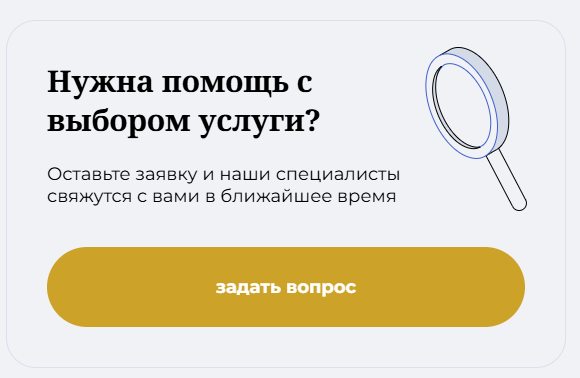 Нужна помощь с
выбором услуги?
Оставьте заявку и наши специалисты
свяжутся с вами в ближайшее время
задать вопрос